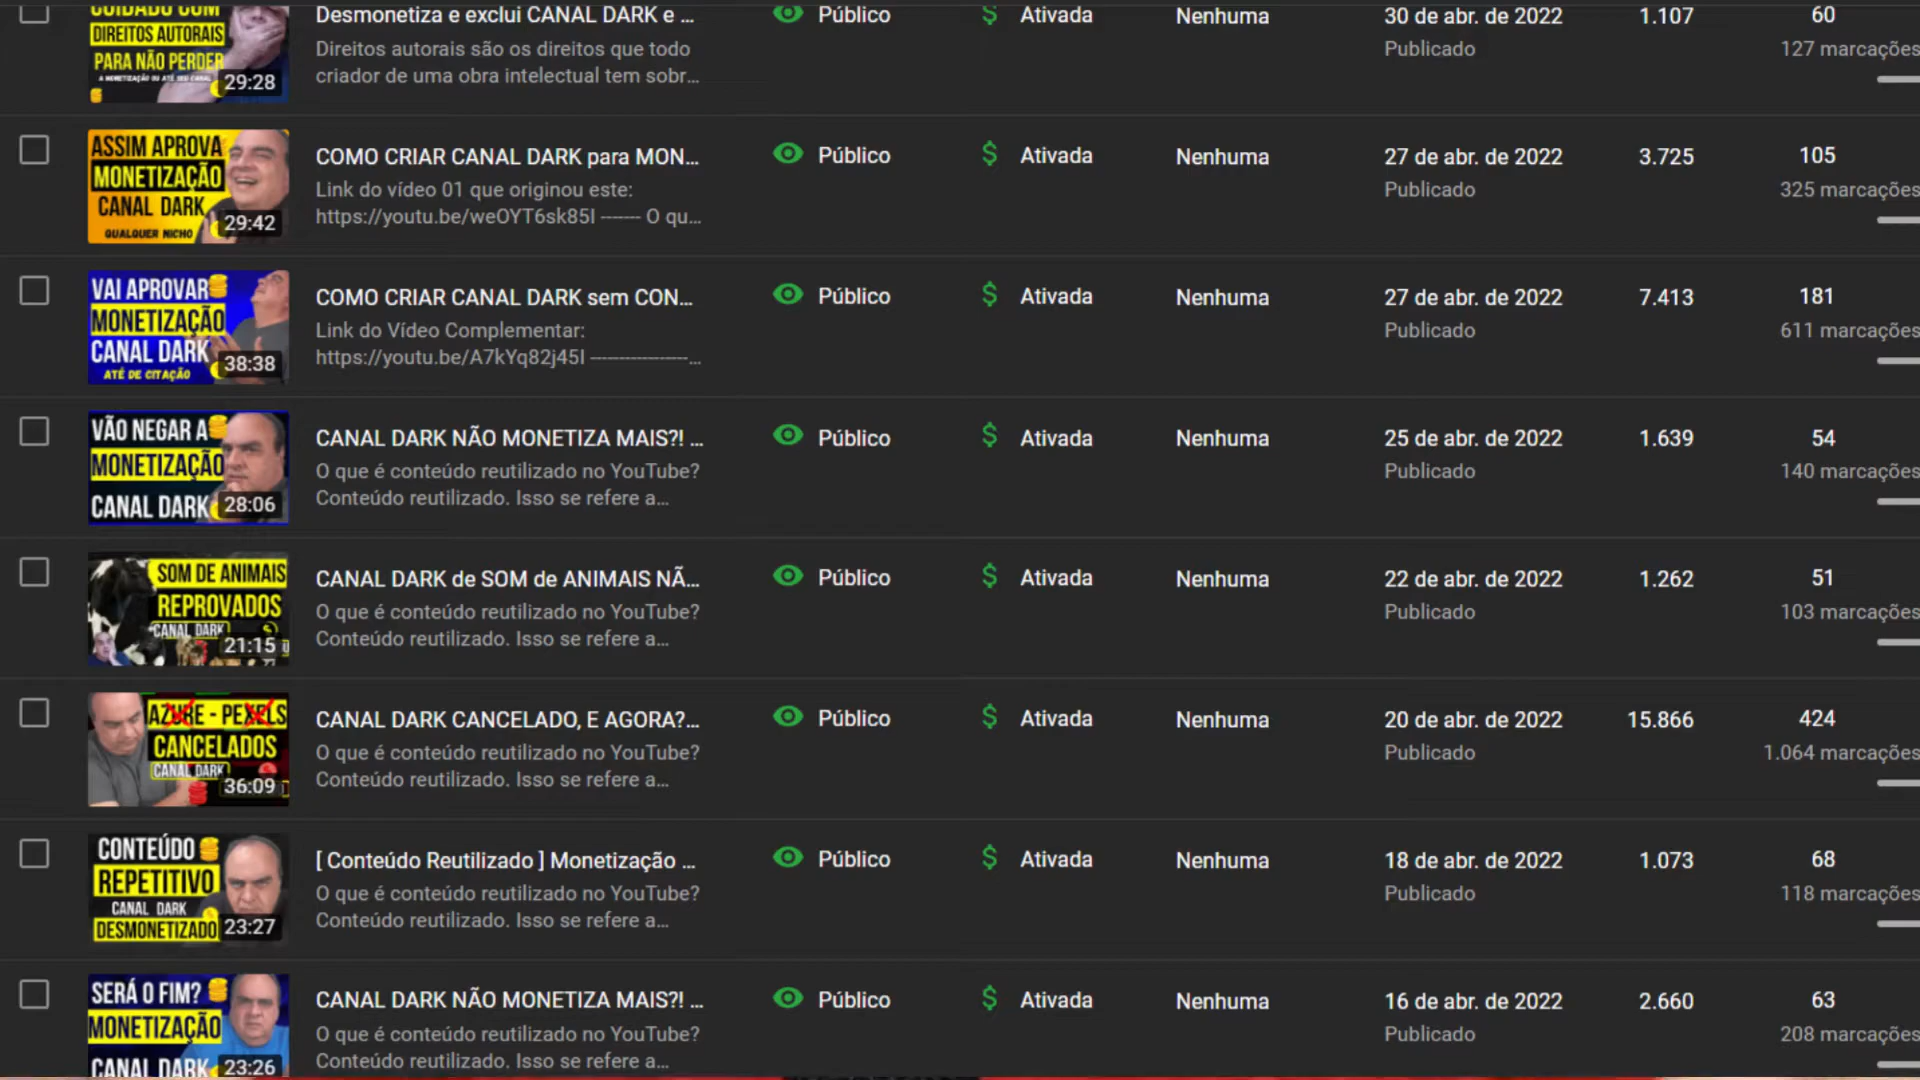 CUIDADO COM
DIREITOS AUTORAIS
PARA NÃO PERDER
A MONETIZAÇÃO OU ATÉ SEU CANAL
29:28
Desmonetiza e exclui CANAL DARK e ...
Direitos autorais são os direitos que todo
criador de uma obra intelectual tem sobr...
Público
$ Ativada
Nenhuma
30 de abr. de 2022
Publicado
1.107
60
127 marcações
ASSIM APROVA
MONETIZAÇÃO
CANAL DARK
QUALQUER NICHO
29:42
COMO CRIAR CANAL DARK para MON...
Link do vídeo 01 que originou este:
https://youtu.be/weOYT6sk85I ------- O qu...
Público
$ Ativada
Nenhuma
27 de abr. de 2022
Publicado
3.725
105
325 marcações
VAI APROVAR
MONETIZAÇÃO
CANAL DARK
ATÉ DE CITAÇÃO
38:38
COMO CRIAR CANAL DARK sem CON...
Link do Vídeo Complementar:
https://youtu.be/A7kYq82j45I -----------------...
Público
$ Ativada
Nenhuma
27 de abr. de 2022
Publicado
7.413
181
611 marcações
VÃO NEGAR A
MONETIZAÇÃO
CANAL DARK
28:06
CANAL DARK NÃO MONETIZA MAIS?! ...
O que é conteúdo reutilizado no YouTube?
Conteúdo reutilizado. Isso se refere a...
Público
$ Ativada
Nenhuma
25 de abr. de 2022
Publicado
1.639
54
140 marcações
SOM DE ANIMAIS
REPROVADOS
CANAL DARK
21:15
CANAL DARK de SOM de ANIMAIS NÃ...
O que é conteúdo reutilizado no YouTube?
Conteúdo reutilizado. Isso se refere a...
Público
$ Ativada
Nenhuma
22 de abr. de 2022
Publicado
1.262
51
103 marcações
AZURE - PEXELS
CANCELADOS
CANAL DARK
36:09
CANAL DARK CANCELADO, E AGORA?...
O que é conteúdo reutilizado no YouTube?
Conteúdo reutilizado. Isso se refere a...
Público
$ Ativada
Nenhuma
20 de abr. de 2022
Publicado
15.866
424
1.064 marcações
CONTEÚDO
REPETITIVO
CANAL DARK
DESMONETIZADO
23:27
[ Conteúdo Reutilizado ] Monetização ...
O que é conteúdo reutilizado no YouTube?
Conteúdo reutilizado. Isso se refere a...
Público
$ Ativada
Nenhuma
18 de abr. de 2022
Publicado
1.073
68
118 marcações
SERÁ O FIM?
MONETIZAÇÃO
CANAL DARK
23:26
CANAL DARK NÃO MONETIZA MAIS?! ...
O que é conteúdo reutilizado no YouTube?
Conteúdo reutilizado. Isso se refere a...
Público
$ Ativada
Nenhuma
16 de abr. de 2022
Publicado
2.660
63
208 marcações